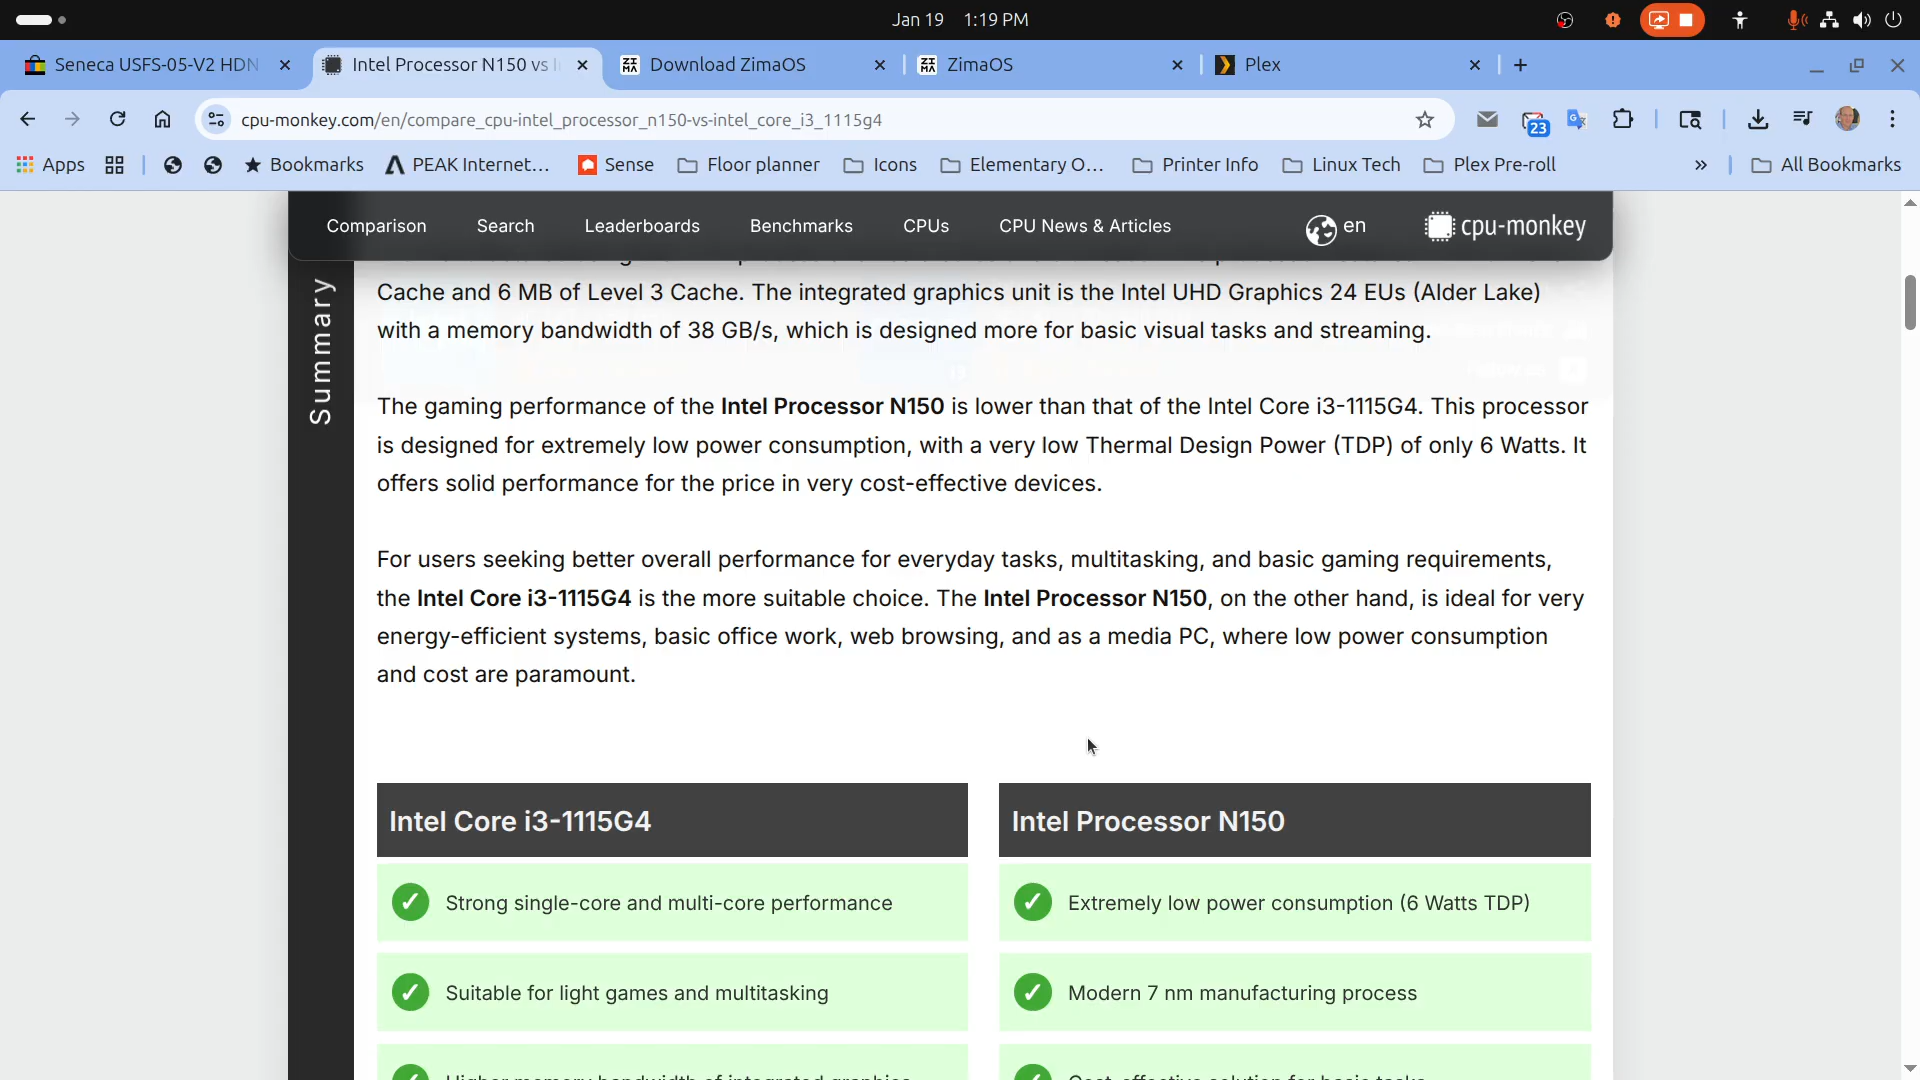 Jan 19 1:19 PM
Seneca USFS-05-V2 HDN
Intel Processor N150 vs I
Download ZimaOS
ZimaOS
Plex
cpu-monkey.com/en/compare_cpu-intel_processor_n150-vs-intel_core_i3_1115g4
23
Apps
Bookmarks
PEAK Internet...
Sense
Floor planner
Icons
Elementary O...
Printer Info
Linux Tech
Plex Pre-roll
»
All Bookmarks
Comparison
Search
Leaderboards
Benchmarks
CPUs
CPU News & Articles
en
cpu-monkey
Summary
Cache and 6 MB of Level 3 Cache. The integrated graphics unit is the Intel UHD Graphics 24 EUs (Alder Lake)
with a memory bandwidth of 38 GB/s, which is designed more for basic visual tasks and streaming.
The gaming performance of the Intel Processor N150 is lower than that of the Intel Core i3-1115G4. This processor
is designed for extremely low power consumption, with a very low Thermal Design Power (TDP) of only 6 Watts. It
offers solid performance for the price in very cost-effective devices.
For users seeking better overall performance for everyday tasks, multitasking, and basic gaming requirements,
the Intel Core i3-1115G4 is the more suitable choice. The Intel Processor N150, on the other hand, is ideal for very
energy-efficient systems, basic office work, web browsing, and as a media PC, where low power consumption
and cost are paramount.
Intel Core i3-1115G4
Strong single-core and multi-core performance
Suitable for light games and multitasking
Higher memory bandwidth of integrated graphics
Intel Processor N150
Extremely low power consumption (6 Watts TDP)
Modern 7 nm manufacturing process
Cost-effective solution for basic tasks